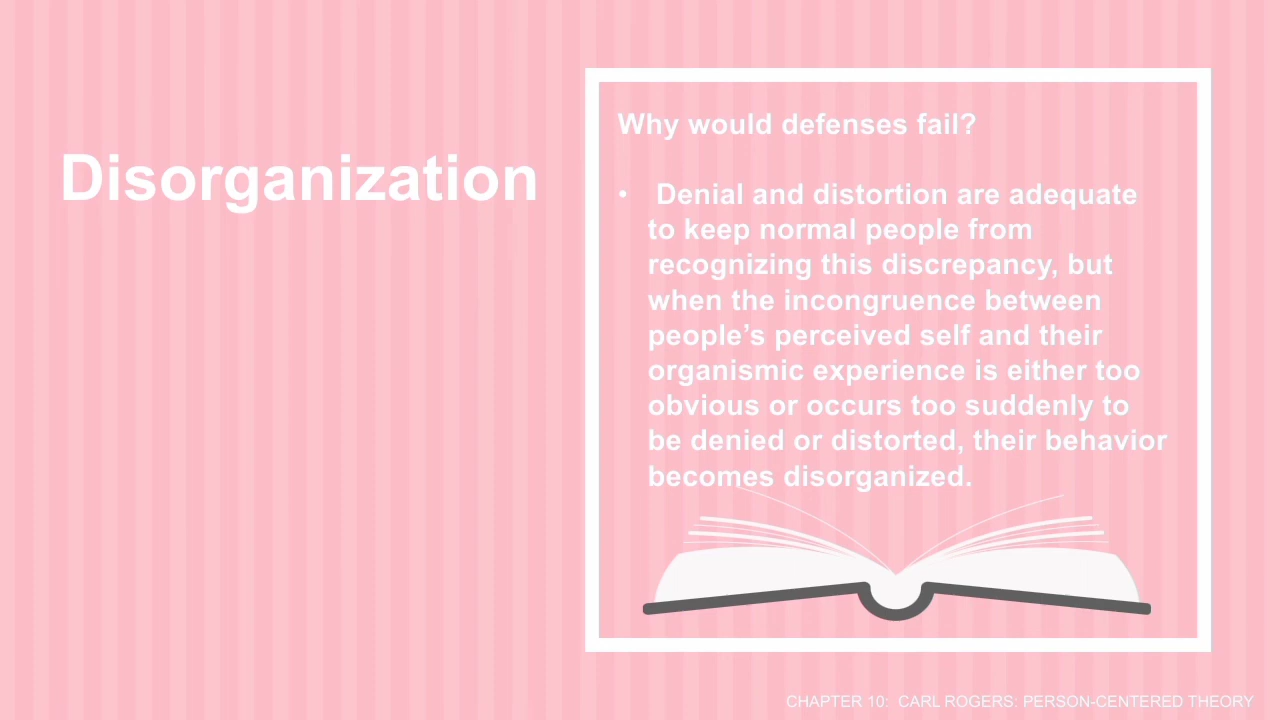 Disorganization
Why would defenses fail?
• Denial and distortion are adequate
to keep normal people from
recognizing this discrepancy, but
when the incongruence between
people’s perceived self and their
organismic experience is either too
obvious or occurs too suddenly to
be denied or distorted, their behavior
becomes disorganized.
CHAPTER 10:  CARL ROGERS: PERSON-CENTERED THEORY